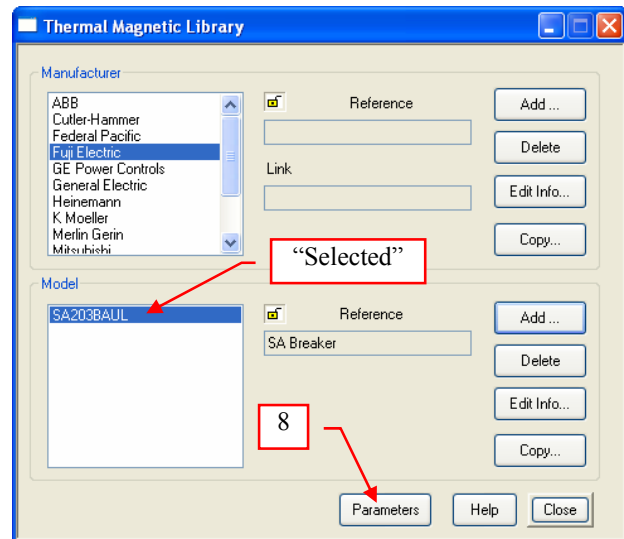 Thermal Magnetic Library
Manufacturer
ABB
Cutler-Hammer
Federal Pacific
Fuji Electric
GE Power Controls
General Electric
Heinemann
K Moeller
Merlin Gerin
Mitsubishi
Reference
Link
Add ...
Delete
Edit Info...
Copy...
“Selected”
Model
SA203BAUL
Reference
SA Breaker
Add ...
Delete
Edit Info...
Copy...
8
Parameters
Help
Close